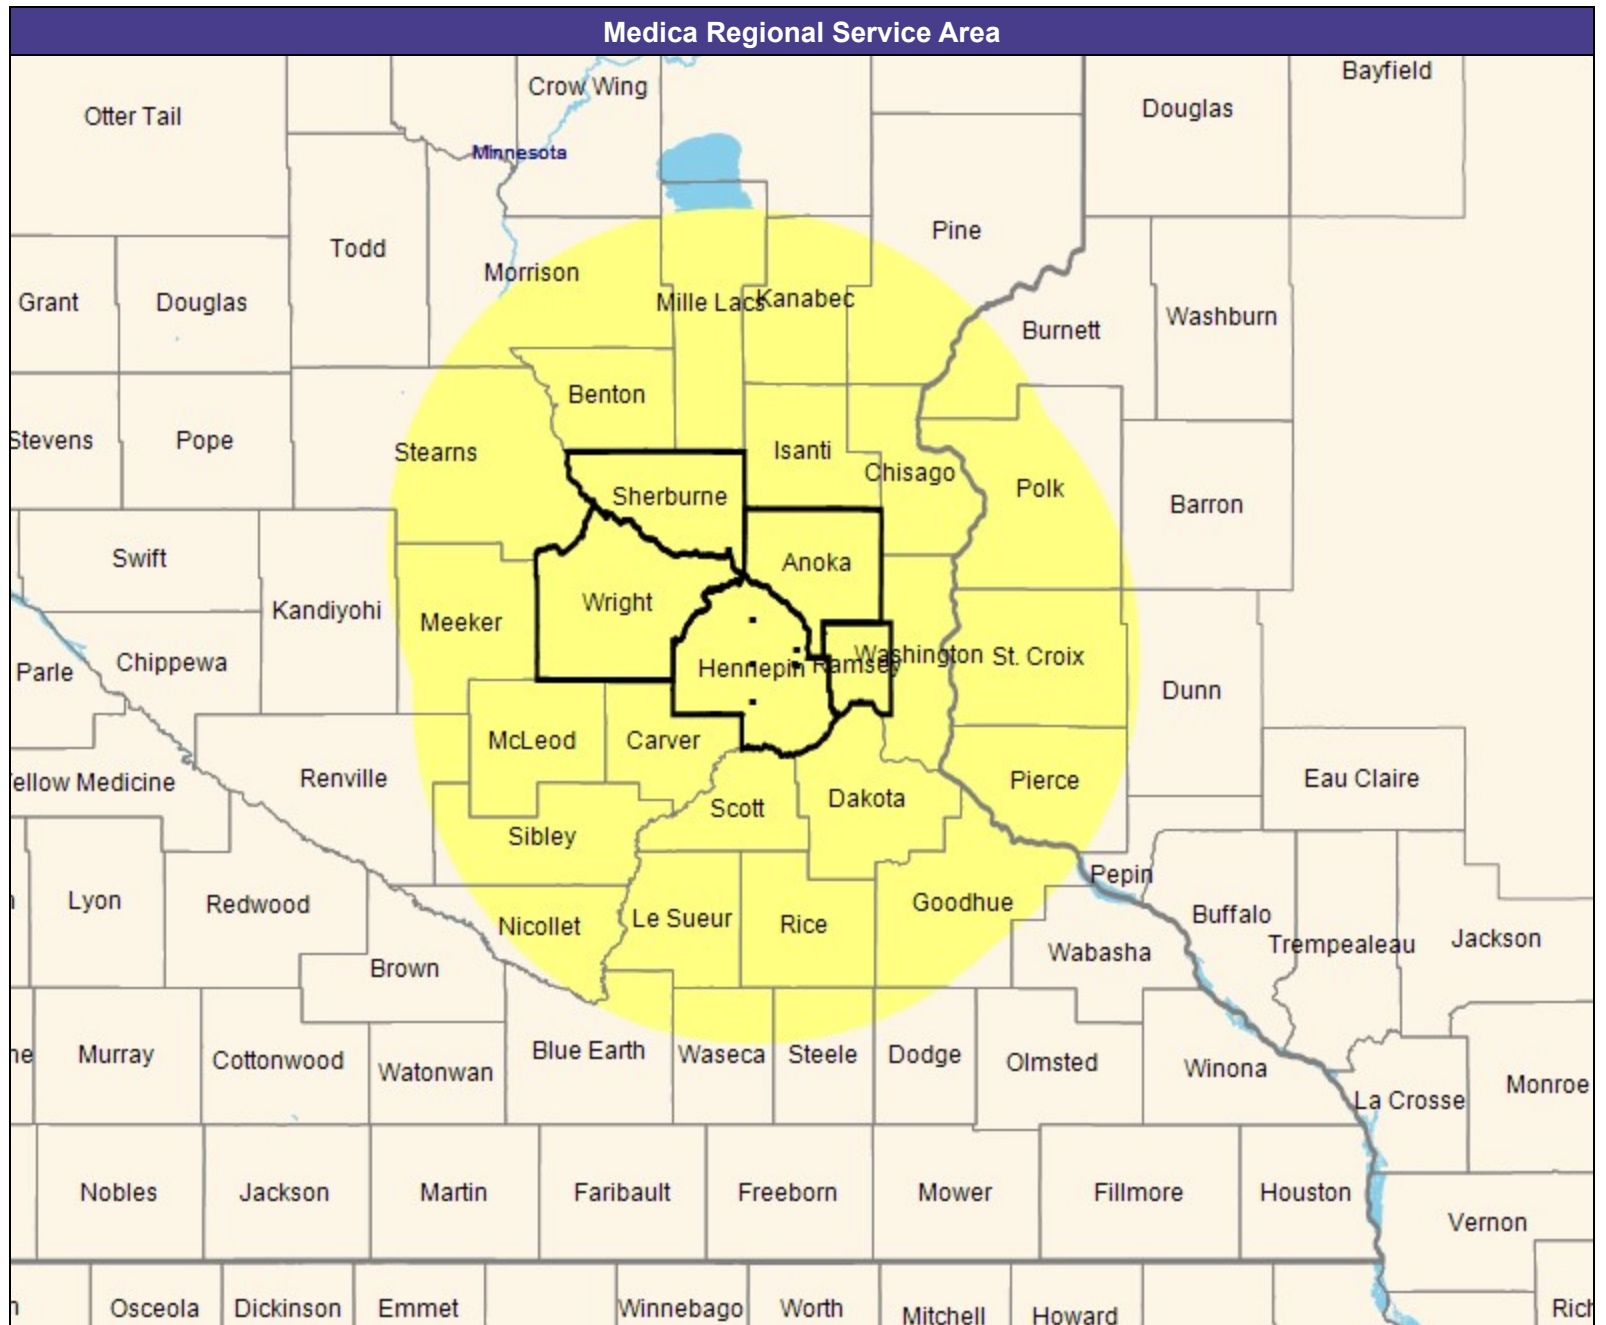 Medica Regional Service Area
Bayfield
Crow Wing
Otter Tail
Douglas
Minnesota
Pine
Todd
Morrison
Grant
Douglas
Mille Lacs
Kanabec
Burnett
Washburn
Benton
Stevens
Pope
Stearns
Isanti
Chisago
Polk
Sherburne
Barron
Swift
Anoka
Kandiyohi
Wright
Meeker
Parle
Chippewa
Hennepin
Ramsey
Washington
St. Croix
Dunn
McLeod
Carver
Renville
Yellow Medicine
Pierce
Eau Claire
Scott
Dakota
Sibley
Pepin
Lyon
Redwood
Nicollet
Le Sueur
Rice
Goodhue
Buffalo
Trempealeau
Jackson
Brown
Wabasha
ne
Murray
Cottonwood
Watonwan
Blue Earth
Waseca
Steele
Dodge
Olmsted
Winona
La Crosse
Monroe
Nobles
Jackson
Martin
Faribault
Freeborn
Mower
Fillmore
Houston
Vernon
Osceola
Dickinson
Emmet
Winnebago
Worth
Mitchell
Howard
Rich